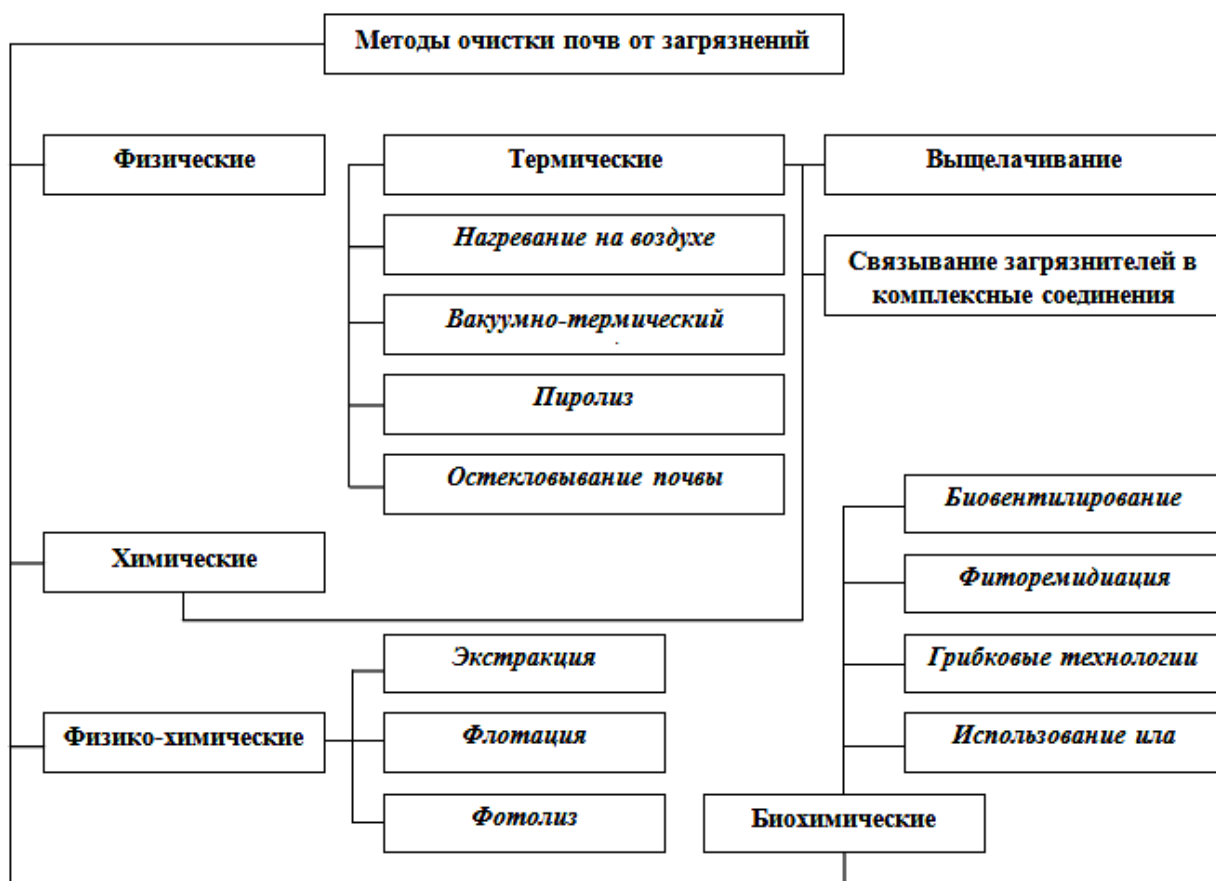 Методы очистки почв от загрязнений
Физические
Термические
Выщелачивание
Нагревание на воздухе
Связывание загрязнителей в
комплексные соединения
Вакуумно-термический
Пиролиз
Остекловывание почвы
Биовентилирование
Химические
Фиторемидиация
Экстракция
Грибковые технологии
Физико-химические
Флотация
Использование ила
Фотолиз
Биохимические